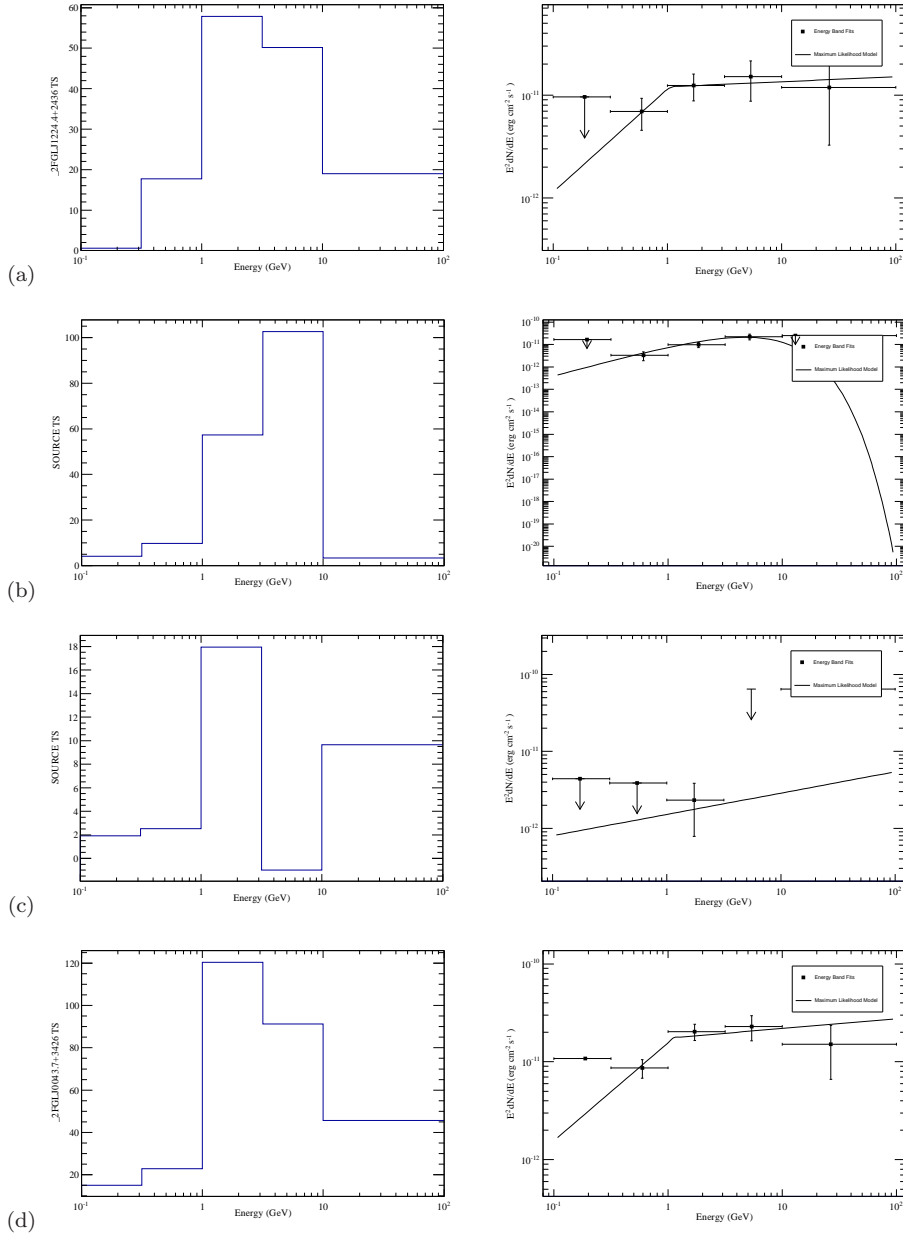 _2FGLJ1224.4+2436 TS
60
50
40
30
20
10
0
10⁻¹ 1 10 10²
Energy (GeV)
E² dN/dE (erg cm⁻² s⁻¹)
10⁻¹¹
10⁻¹²
Energy Band Fits
Maximum Likelihood Model
10⁻¹ 1 10 10²
Energy (GeV)
(a)
SOURCE TS
100
80
60
40
20
0
10⁻¹ 1 10 10²
Energy (GeV)
E² dN/dE (erg cm⁻² s⁻¹)
10⁻¹⁰
10⁻¹¹
10⁻¹²
10⁻¹³
10⁻¹⁴
10⁻¹⁵
10⁻¹⁶
10⁻¹⁷
10⁻¹⁸
10⁻¹⁹
10⁻²⁰
Energy Band Fits
Maximum Likelihood Model
10⁻¹ 1 10 10²
Energy (GeV)
(b)
SOURCE TS
18
16
14
12
10
8
6
4
2
0
10⁻¹ 1 10 10²
Energy (GeV)
E² dN/dE (erg cm⁻² s⁻¹)
10⁻¹⁰
10⁻¹¹
10⁻¹²
Energy Band Fits
Maximum Likelihood Model
10⁻¹ 1 10 10²
Energy (GeV)
(c)
_2FGLJ0043.7+3426 TS
120
100
80
60
40
20
10⁻¹ 1 10 10²
Energy (GeV)
E² dN/dE (erg cm⁻² s⁻¹)
10⁻¹⁰
10⁻¹¹
10⁻¹²
Energy Band Fits
Maximum Likelihood Model
10⁻¹ 1 10 10²
Energy (GeV)
(d)